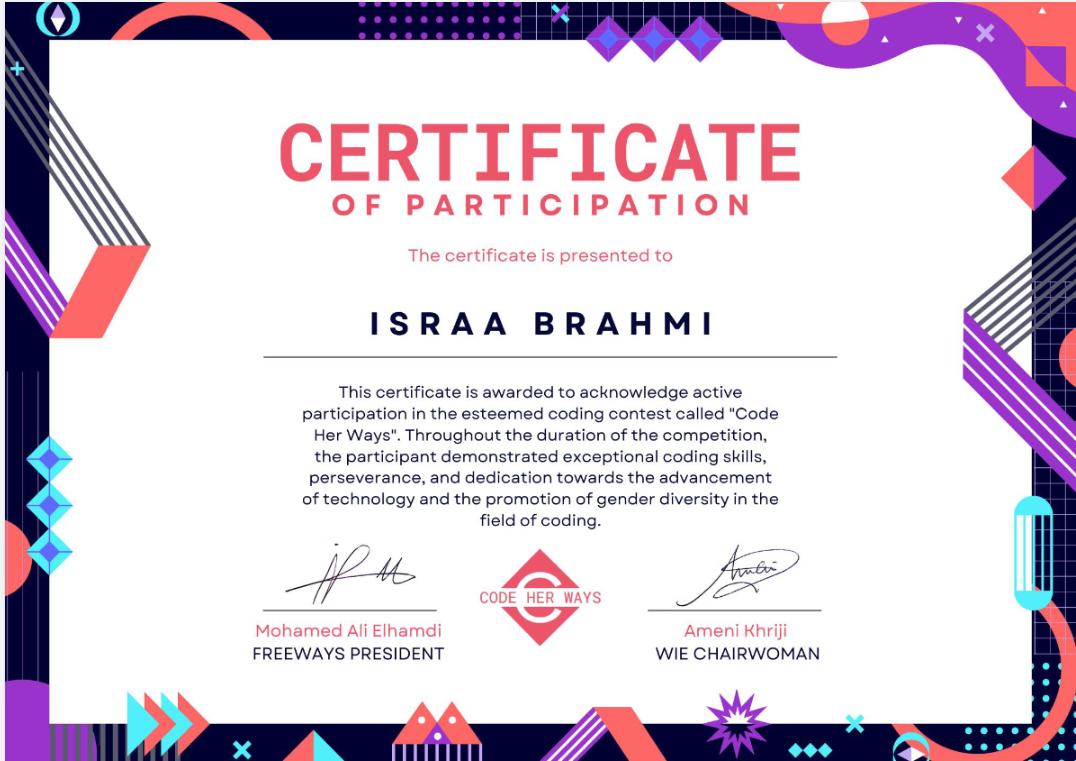 CERTIFICATE
OF PARTICIPATION
The certificate is presented to
ISRAA BRAHMI
This certificate is awarded to acknowledge active
participation in the esteemed coding contest called "Code
Her Ways". Throughout the duration of the competition,
the participant demonstrated exceptional coding skills,
perseverance, and dedication towards the advancement
of technology and the promotion of gender diversity in the
field of coding.
CODE HER WAYS
Mohamed Ali Elhamdi
FREEWAYS PRESIDENT
Ameni
Ameni Khriji
WIE CHAIRWOMAN